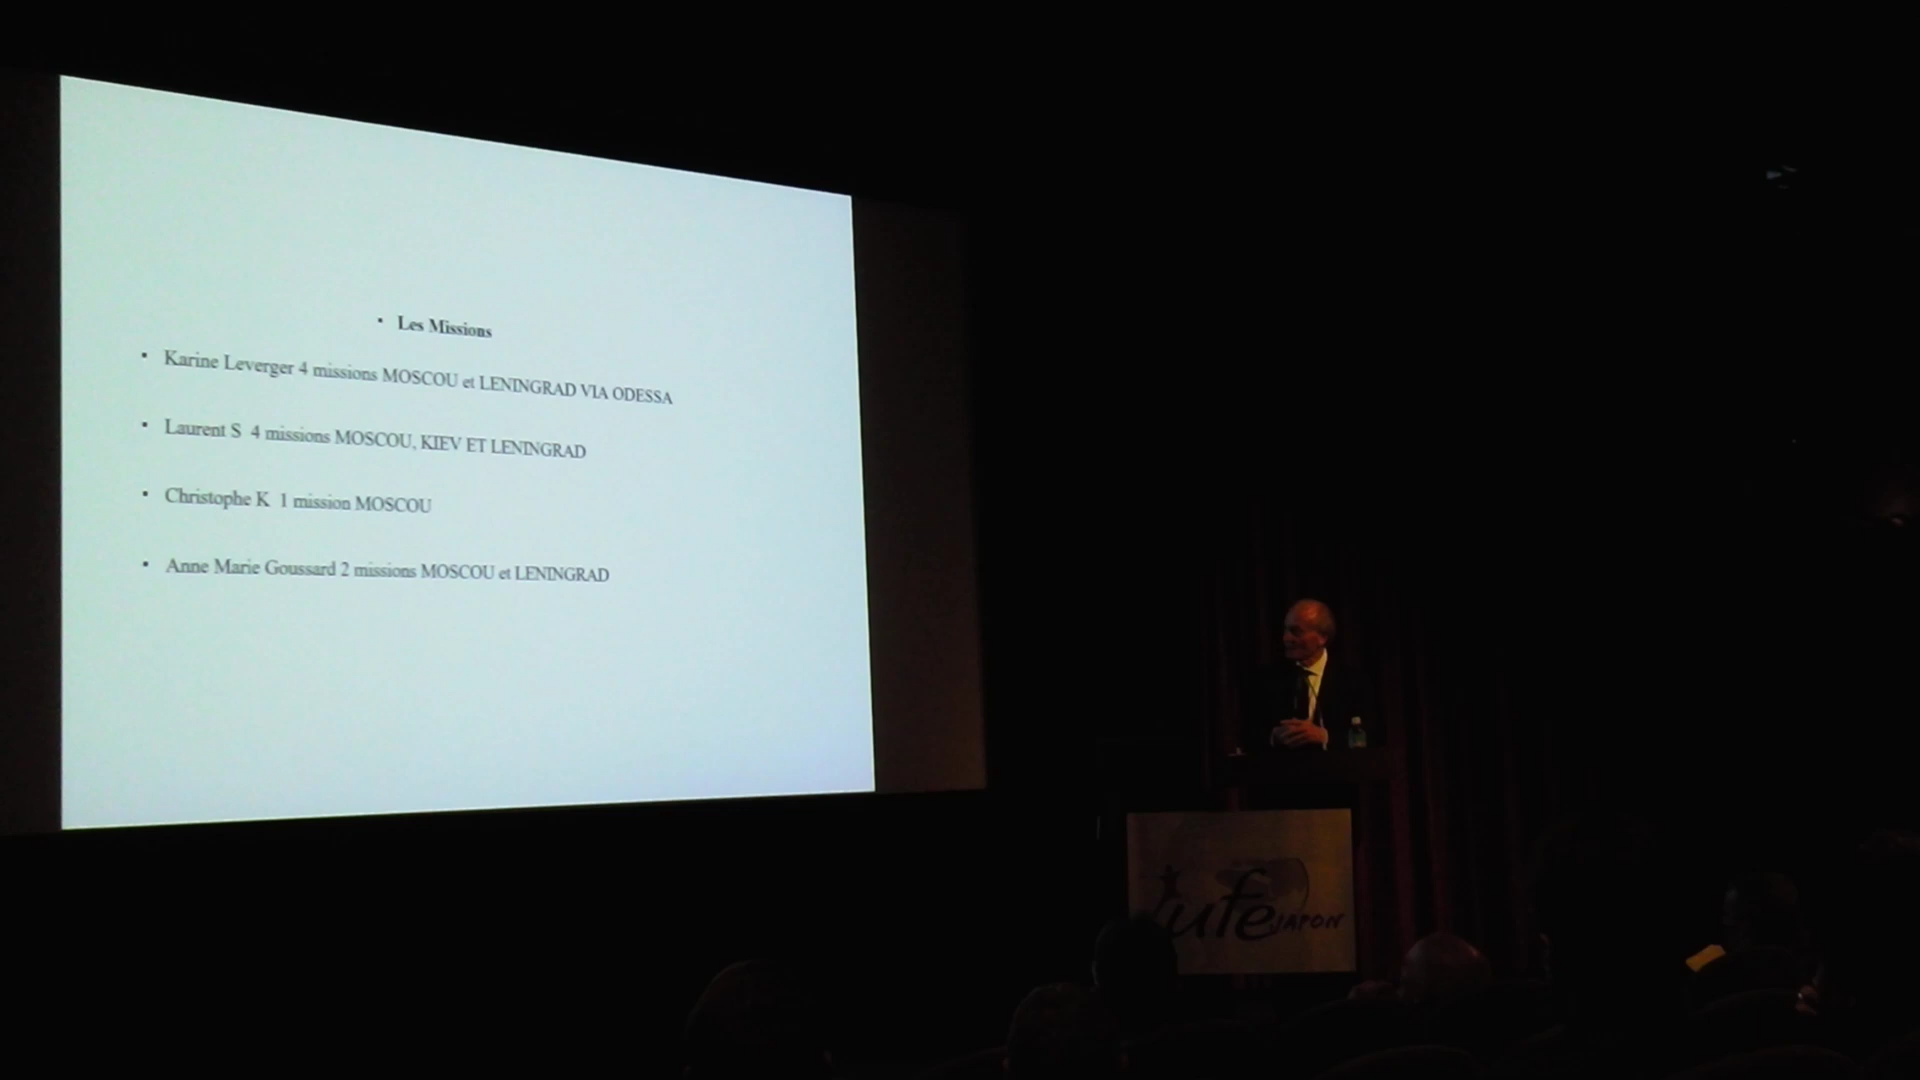 • Les Missions
• Karine Leverger 4 missions MOSCOU et LENINGRAD VIA ODESSA
• Laurent S 4 missions MOSCOU, KIEV ET LENINGRAD
• Christophe K 1 mission MOSCOU
• Anne Marie Goussard 2 missions MOSCOU et LENINGRAD
ufe JAPON